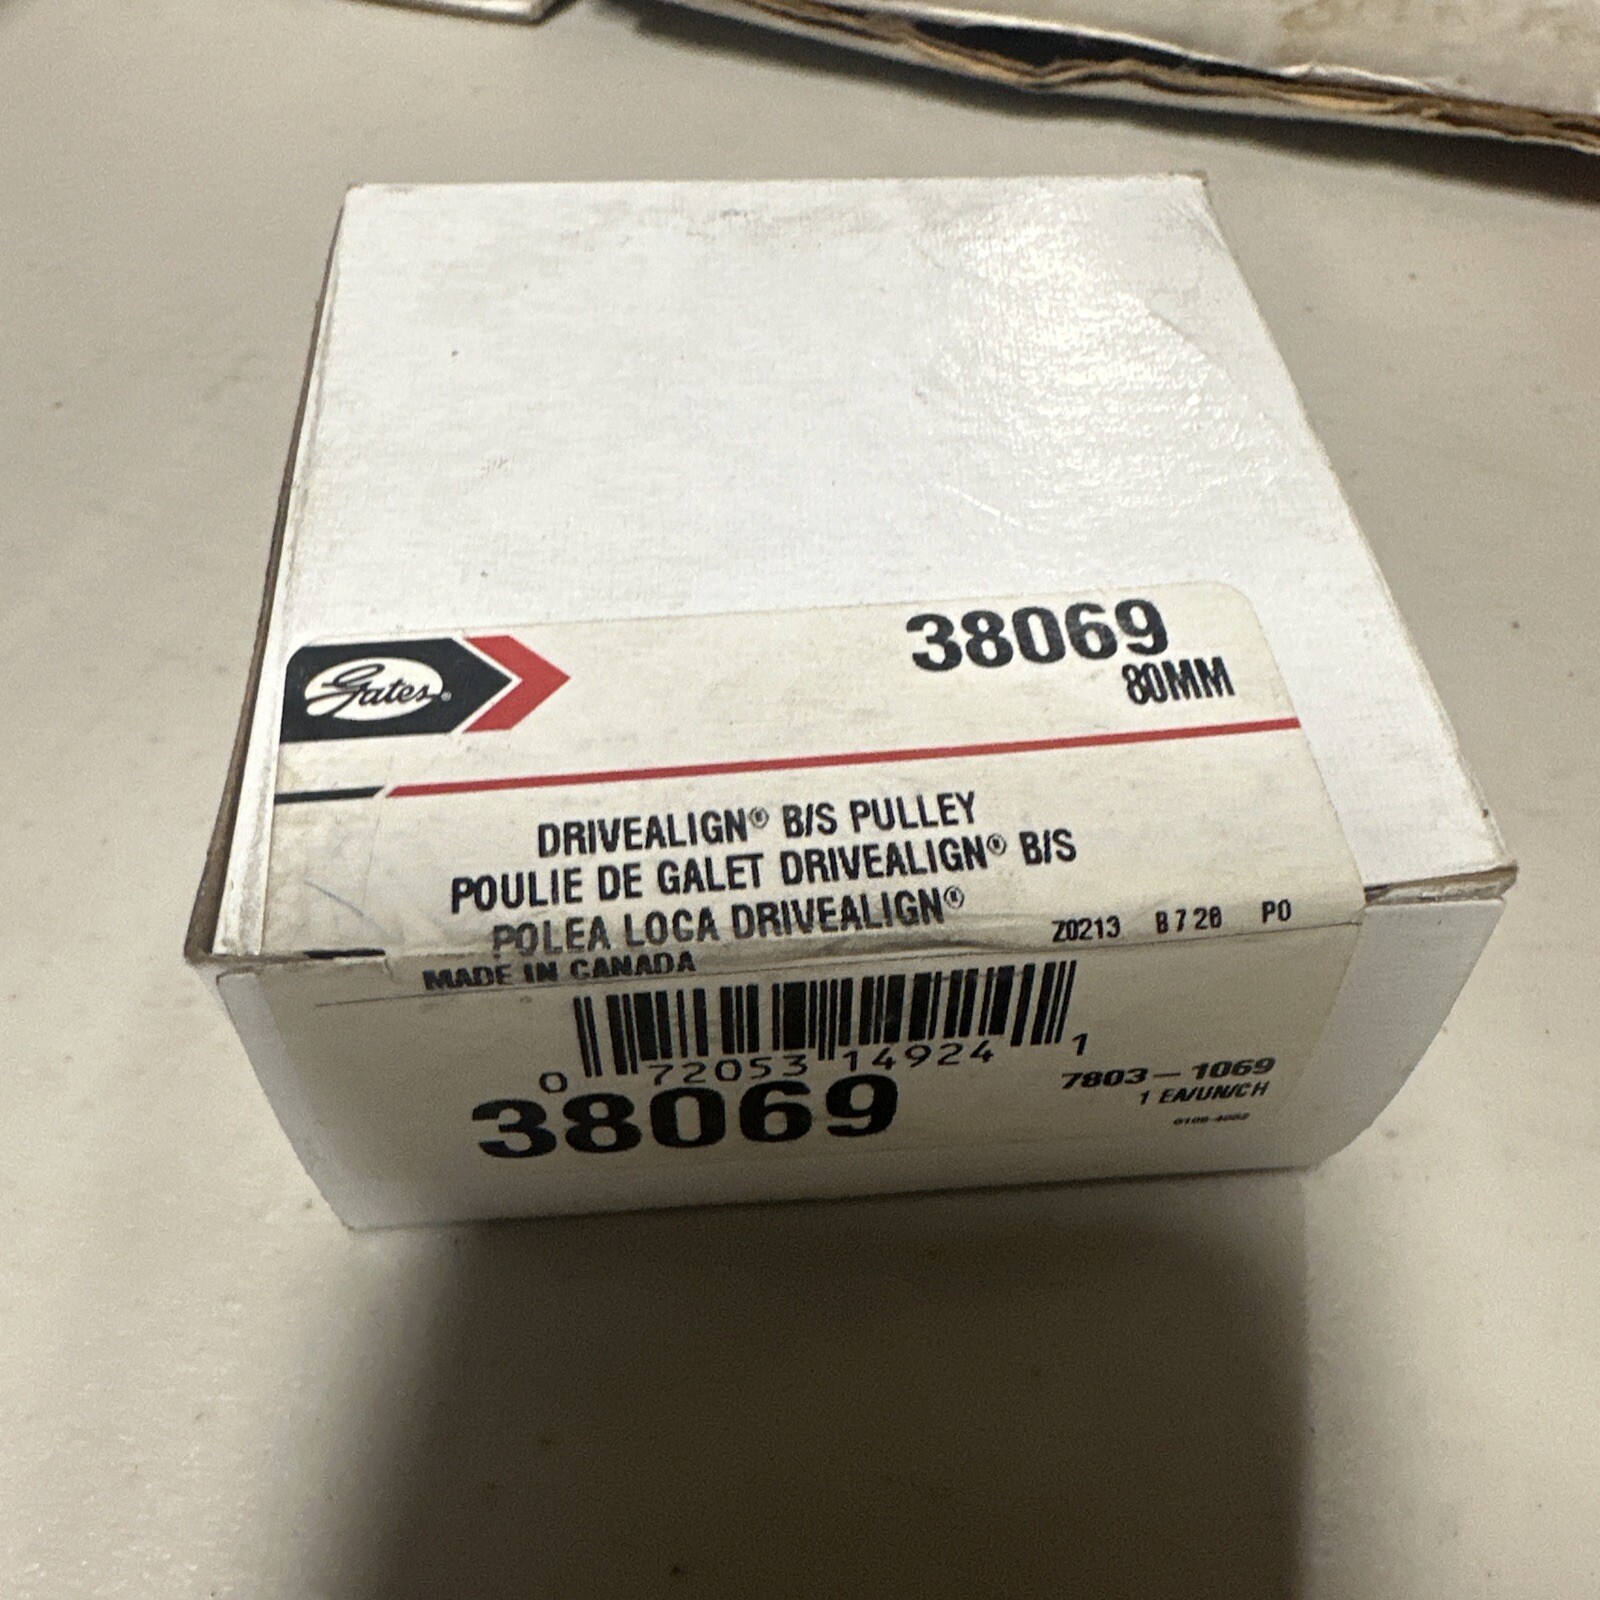 38069
80MM
Gates®
DRIVEALIGN® B/S PULLEY
POULIE DE GALET DRIVEALIGN® B/S
POLEA LOCA DRIVEALIGN®
Z0213 B728 PO
MADE IN CANADA
0 72053 14924 1
38069
7803-1069
1 EA/UN/CH